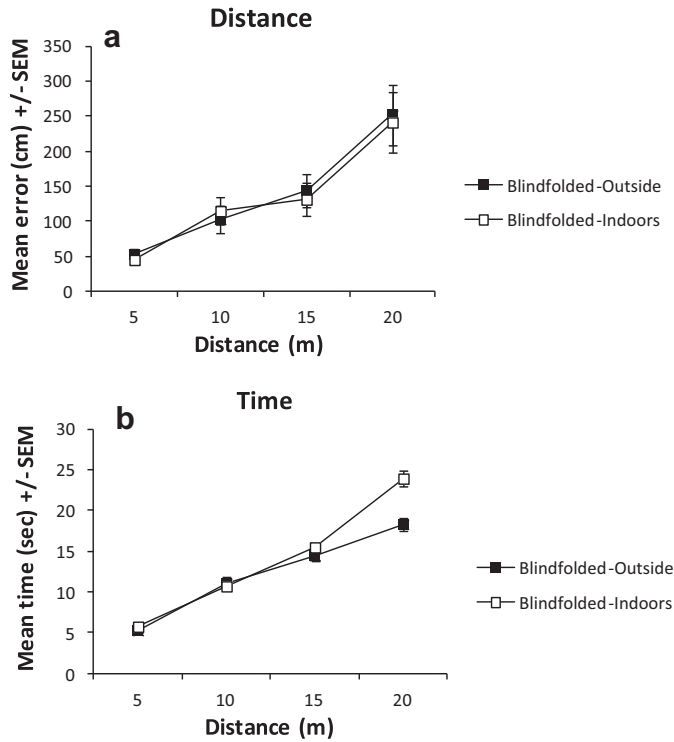 Distance
a
Mean error (cm) +/- SEM
350
300
250
200
150
100
50
0
5 10 15 20
Distance (m)
Blindfolded-Outside
Blindfolded-Indoors
Time
b
Mean time (sec) +/- SEM
30
25
20
15
10
5
0
5 10 15 20
Distance (m)
Blindfolded-Outside
Blindfolded-Indoors